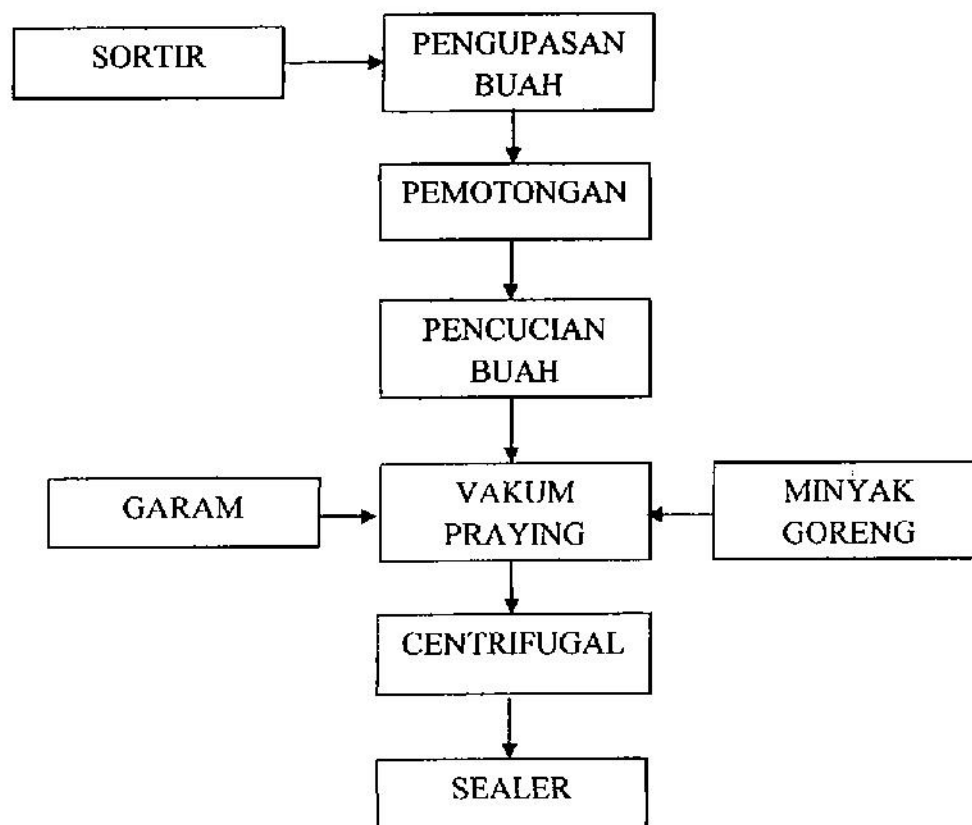 SORTIR
PENGUPASAN
BUAH
PEMOTONGAN
PENCUCIAN
BUAH
GARAM
VAKUM
PRAYING
MINYAK
GORENG
CENTRIFUGAL
SEALER